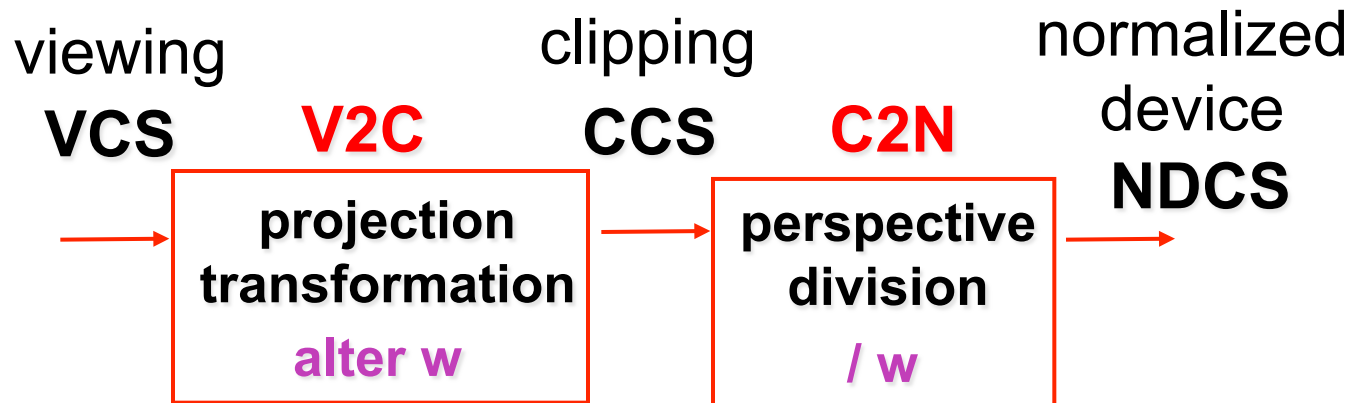 viewing
VCS
V2C
projection
transformation
alter w
clipping
CCS
C2N
perspective
division
/ w
normalized
device
NDCS